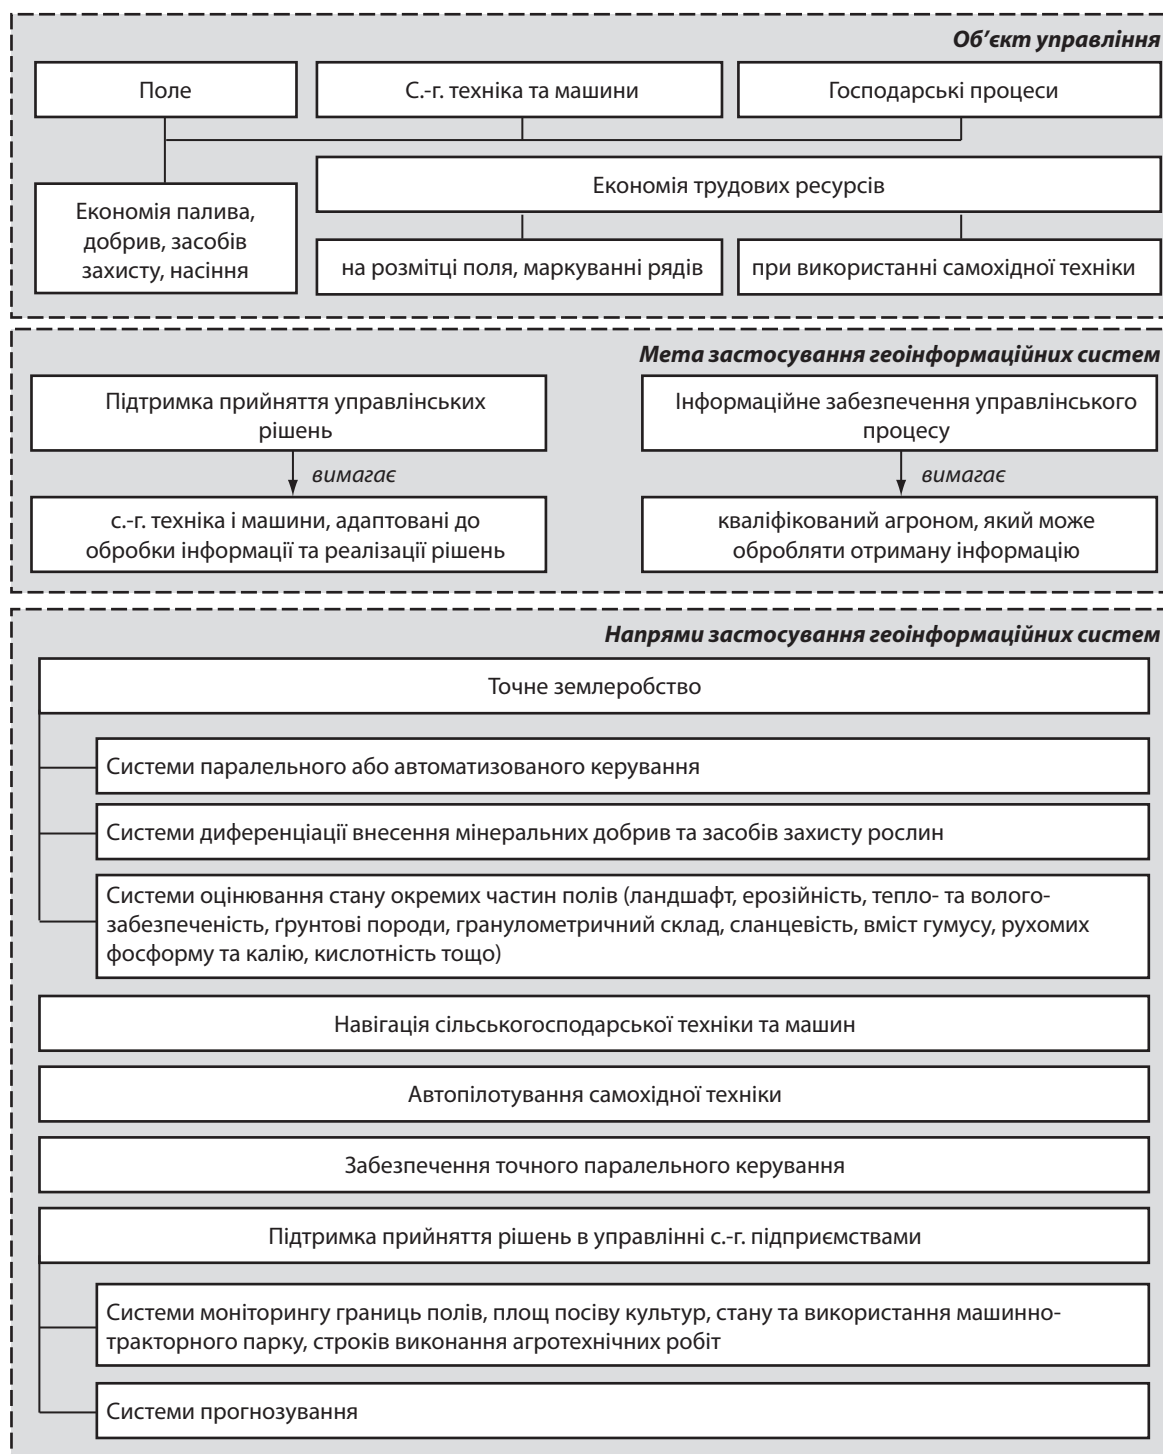 Об’єкт управління
Поле
С.-г. техніка та машини
Господарські процеси
Економія палива,
добрив, засобів
захисту, насіння
Економія трудових ресурсів
на розмітці поля, маркуванні рядів
при використанні самохідної техніки
Мета застосування геоінформаційних систем
Підтримка прийняття управлінських
рішень
вимагає
с.-г. техніка і машини, адаптовані до
обробки інформації та реалізації рішень
Інформаційне забезпечення управлінського
процесу
вимагає
кваліфікований агроном, який може
обробляти отриману інформацію
Напрями застосування геоінформаційних систем
Точне землеробство
Системи паралельного або автоматизованого керування
Системи диференціації внесення мінеральних добрив та засобів захисту рослин
Системи оцінювання стану окремих частин полів (ландшафт, ерозійність, тепло- та волого-
забезпеченість, ґрунтові породи, гранулометричний склад, сланцевість, вміст гумусу, рухомих
фосформу та калію, кислотність тощо)
Навігація сільськогосподарської техніки та машин
Автопілотування самохідної техніки
Забезпечення точного паралельного керування
Підтримка прийняття рішень в управлінні с.-г. підприємствами
Системи моніторингу границь полів, площ посіву культур, стану та використання машинно-
тракторного парку, строків виконання агротехнічних робіт
Системи прогнозування